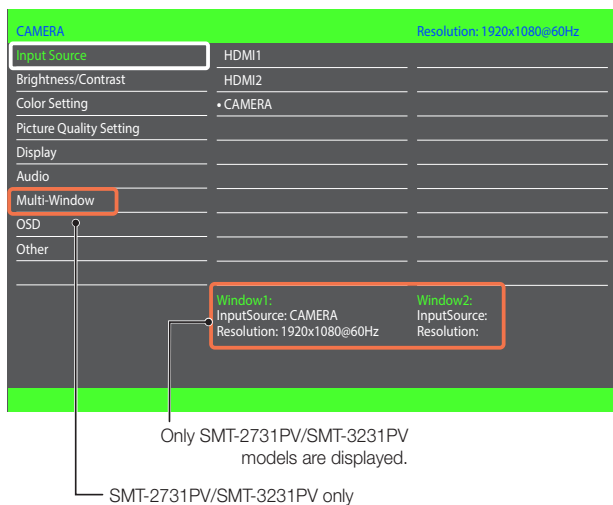 CAMERA Resolution: 1920x1080@60Hz
Input Source HDMI1
Brightness/Contrast HDMI2
Color Setting • CAMERA
Picture Quality Setting
Display
Audio
Multi-Window
OSD
Other
Window1: Window2:
InputSource: CAMERA InputSource:
Resolution: 1920x1080@60Hz Resolution:
Only SMT-2731PV/SMT-3231PV
models are displayed.
SMT-2731PV/SMT-3231PV only